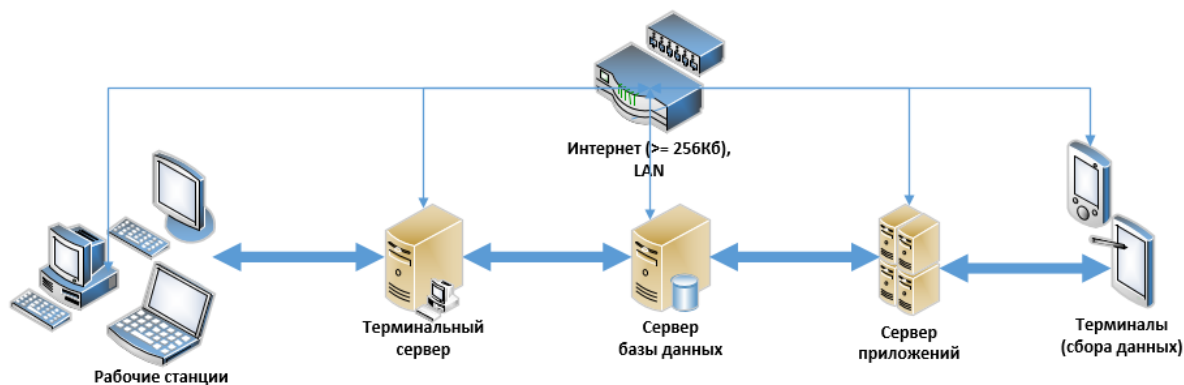 Интернет (>= 256Кб),
LAN
Терминальный
сервер
Сервер
базы данных
Сервер
приложений
Терминалы
(сбора данных)
Рабочие станции